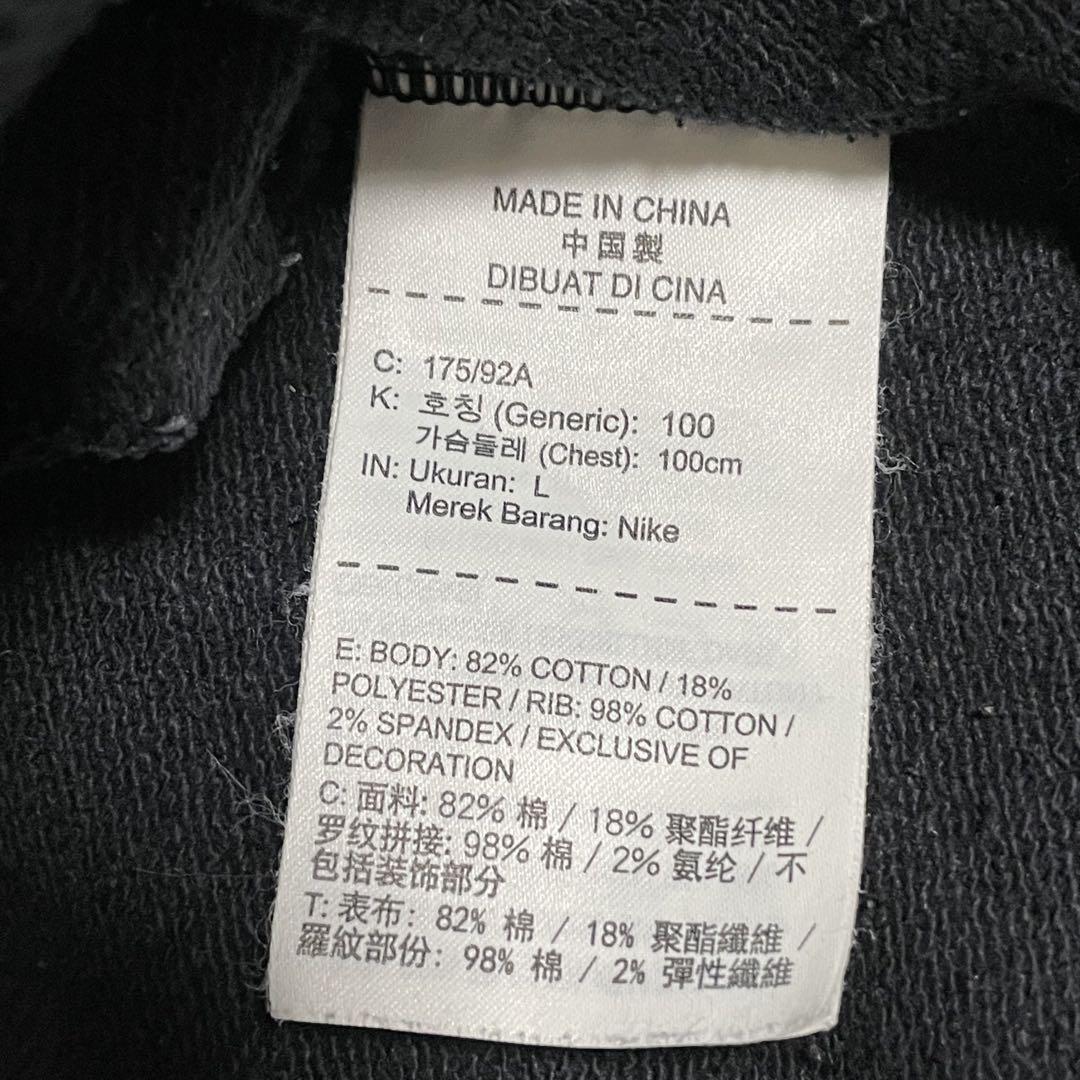 MADE IN CHINA
中国製
DIBUAT DI CINA
C: 175/92A
K: 호칭 (Generic): 100
가슴둘레 (Chest): 100cm
IN: Ukuran: L
Merek Barang: Nike
E: BODY: 82% COTTON / 18%
POLYESTER / RIB: 98% COTTON /
2% SPANDEX / EXCLUSIVE OF
DECORATION
C: 面料: 82% 棉 / 18% 聚酯纤维 /
罗纹拼接: 98% 棉 / 2% 氨纶 / 不
包括装饰部分
T: 表布: 82% 棉 / 18% 聚酯纖維 /
羅紋部份: 98% 棉 / 2% 彈性纖維